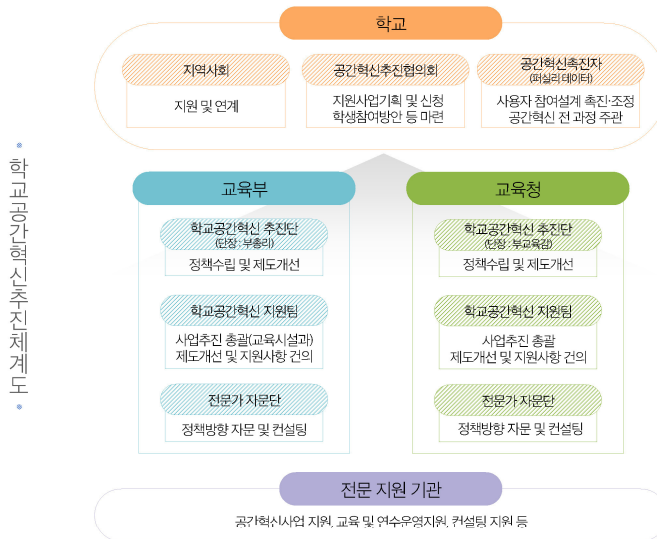 학교공간혁신추진체계도
학교
지역사회
지원 및 연계
공간혁신추진협의회
지원사업기획 및 신청
학생참여방안 등 마련
공간혁신촉진자
(퍼실리테이터)
사용자 참여설계 촉진·조정
공간혁신 전 과정 주관
교육부
학교공간혁신 추진단
(단장 : 부총리)
정책수립 및 제도개선
학교공간혁신 지원팀
사업추진 총괄(교육시설과)
제도개선 및 지원사항 건의
전문가 자문단
정책방향 자문 및 컨설팅
교육청
학교공간혁신 추진단
(단장 : 부교육감)
정책수립 및 제도개선
학교공간혁신 지원팀
사업추진 총괄
제도개선 및 지원사항 건의
전문가 자문단
정책방향 자문 및 컨설팅
전문 지원 기관
공간혁신사업 지원, 교육 및 연수운영지원, 컨설팅 지원 등